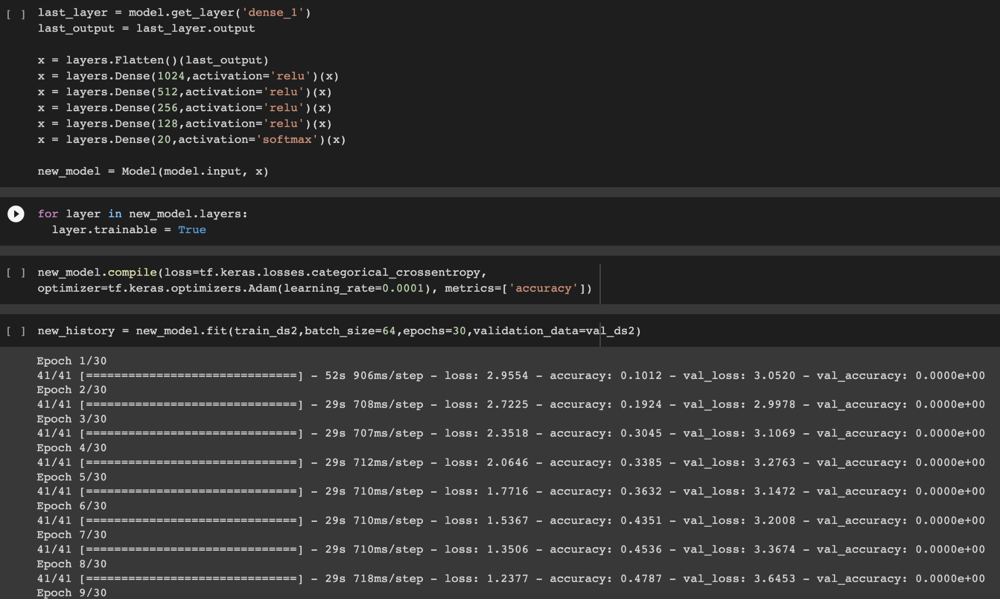 [ ] last_layer = model.get_layer('dense_1')
last_output = last_layer.output
x = layers.Flatten()(last_output)
x = layers.Dense(1024,activation='relu')(x)
x = layers.Dense(512,activation='relu')(x)
x = layers.Dense(256,activation='relu')(x)
x = layers.Dense(128,activation='relu')(x)
x = layers.Dense(20,activation='softmax')(x)
new_model = Model(model.input, x)
for layer in new_model.layers:
  layer.trainable = True
[ ] new_model.compile(loss=tf.keras.losses.categorical_crossentropy,
optimizer=tf.keras.optimizers.Adam(learning_rate=0.0001), metrics=['accuracy'])
[ ] new_history = new_model.fit(train_ds2,batch_size=64,epochs=30,validation_data=val_ds2)
Epoch 1/30
41/41 [==============================] - 52s 906ms/step - loss: 2.9554 - accuracy: 0.1012 - val_loss: 3.0520 - val_accuracy: 0.0000e+00
Epoch 2/30
41/41 [==============================] - 29s 708ms/step - loss: 2.7225 - accuracy: 0.1924 - val_loss: 2.9978 - val_accuracy: 0.0000e+00
Epoch 3/30
41/41 [==============================] - 29s 707ms/step - loss: 2.3518 - accuracy: 0.3045 - val_loss: 3.1069 - val_accuracy: 0.0000e+00
Epoch 4/30
41/41 [==============================] - 29s 712ms/step - loss: 2.0646 - accuracy: 0.3385 - val_loss: 3.2763 - val_accuracy: 0.0000e+00
Epoch 5/30
41/41 [==============================] - 29s 710ms/step - loss: 1.7716 - accuracy: 0.3632 - val_loss: 3.1472 - val_accuracy: 0.0000e+00
Epoch 6/30
41/41 [==============================] - 29s 710ms/step - loss: 1.5367 - accuracy: 0.4351 - val_loss: 3.2008 - val_accuracy: 0.0000e+00
Epoch 7/30
41/41 [==============================] - 29s 710ms/step - loss: 1.3506 - accuracy: 0.4536 - val_loss: 3.3674 - val_accuracy: 0.0000e+00
Epoch 8/30
41/41 [==============================] - 29s 718ms/step - loss: 1.2377 - accuracy: 0.4787 - val_loss: 3.6453 - val_accuracy: 0.0000e+00
Epoch 9/30